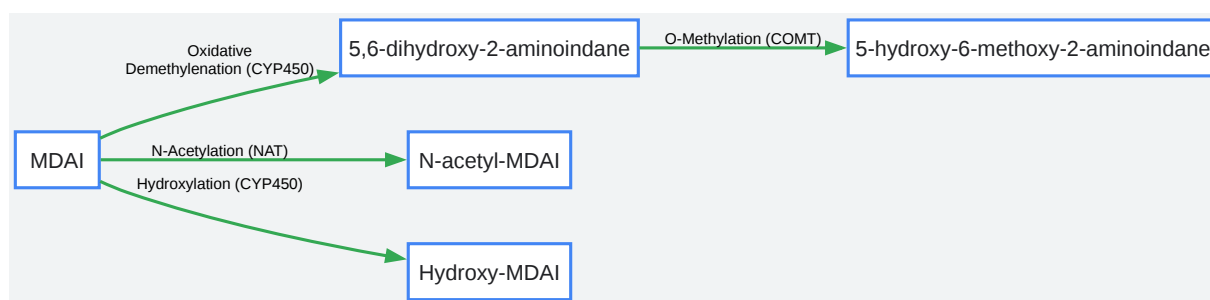 5,6-dihydroxy-2-aminoindane
O-Methylation (COMT)
5-hydroxy-6-methoxy-2-aminoindane
Oxidative
Demethylenation (CYP450)
MDAI
N-Acetylation (NAT)
N-acetyl-MDAI
Hydroxylation (CYP450)
Hydroxy-MDAI